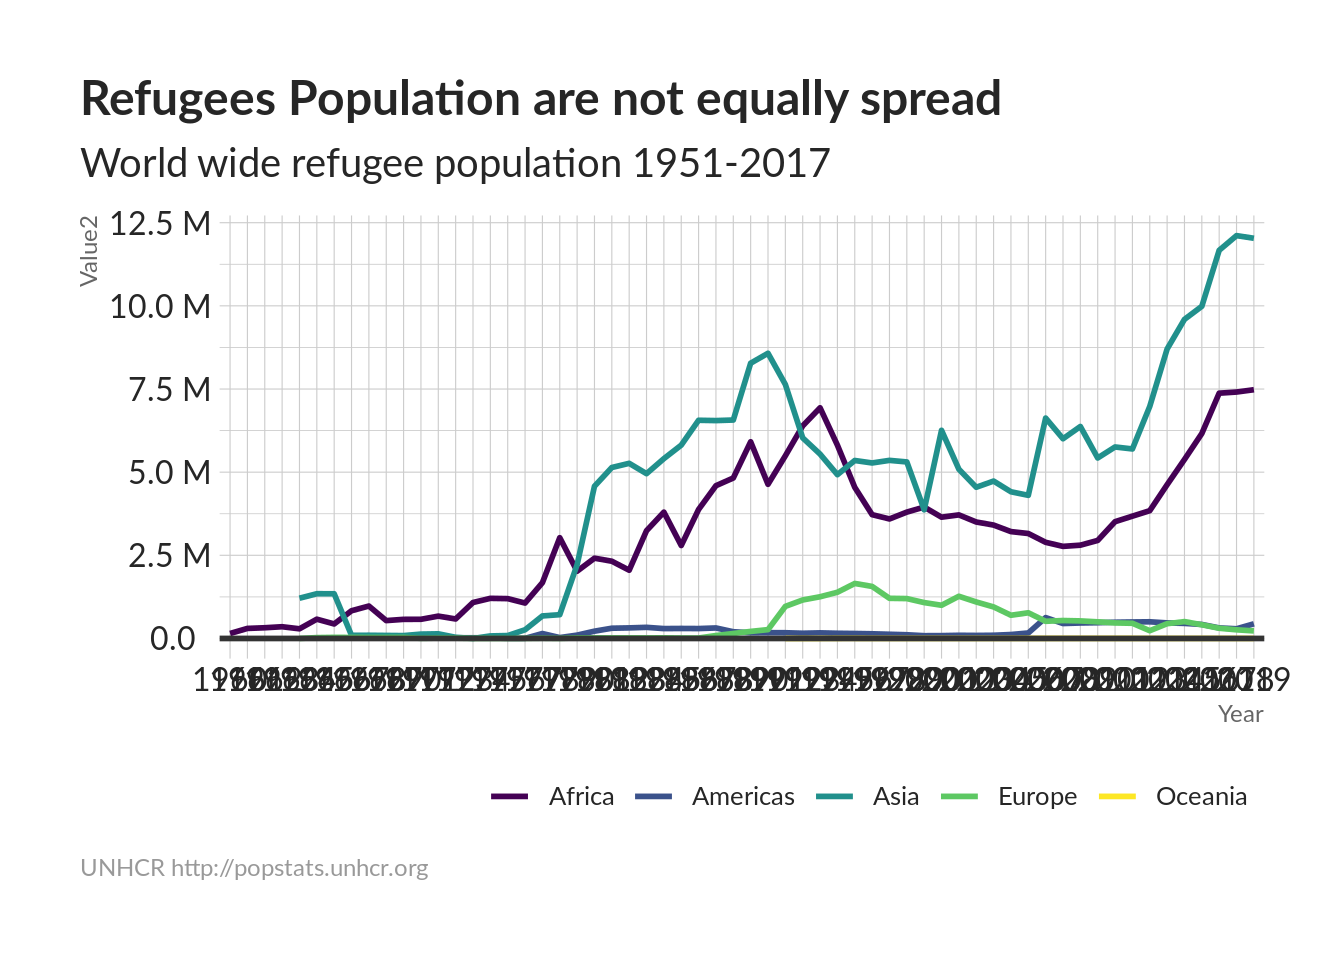 Refugees Population are not equally spread
World wide refugee population 1951-2017
Value2
12.5 M
10.0 M
7.5 M
5.0 M
2.5 M
0.0
Year
Africa Americas Asia Europe Oceania
UNHCR http://popstats.unhcr.org